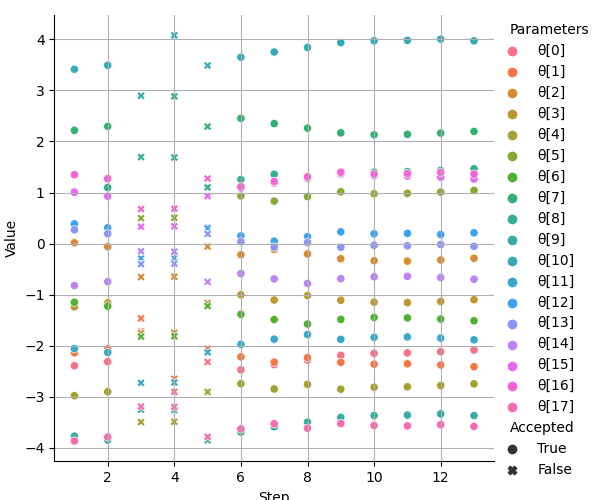 Value
4
3
2
1
0
−1
−2
−3
−4
2
4
6
8
10
12
Step
Parameters
θ[0]
θ[1]
θ[2]
θ[3]
θ[4]
θ[5]
θ[6]
θ[7]
θ[8]
θ[9]
θ[10]
θ[11]
θ[12]
θ[13]
θ[14]
θ[15]
θ[16]
θ[17]
Accepted
True
False